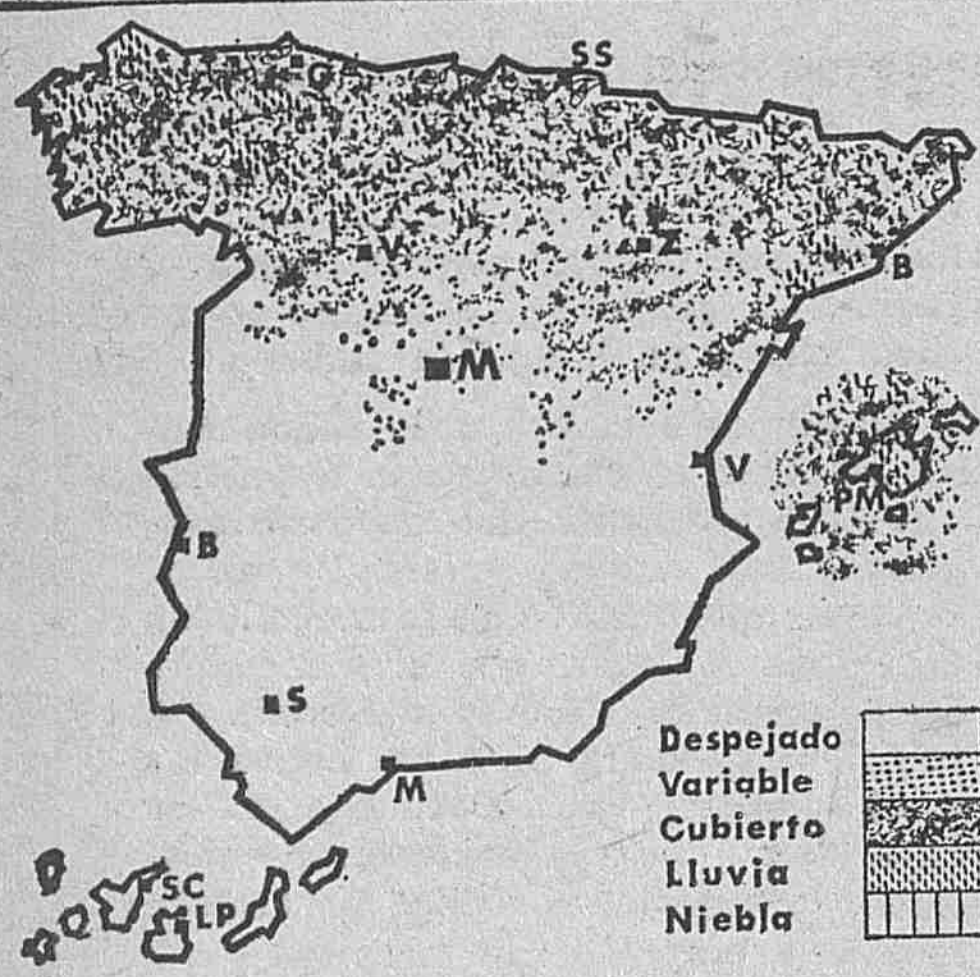 SS
G
V
Z
B
M
V
PM
B
S
M
SC
LP
Despejado
Variable
Cubierto
Lluvia
Niebla